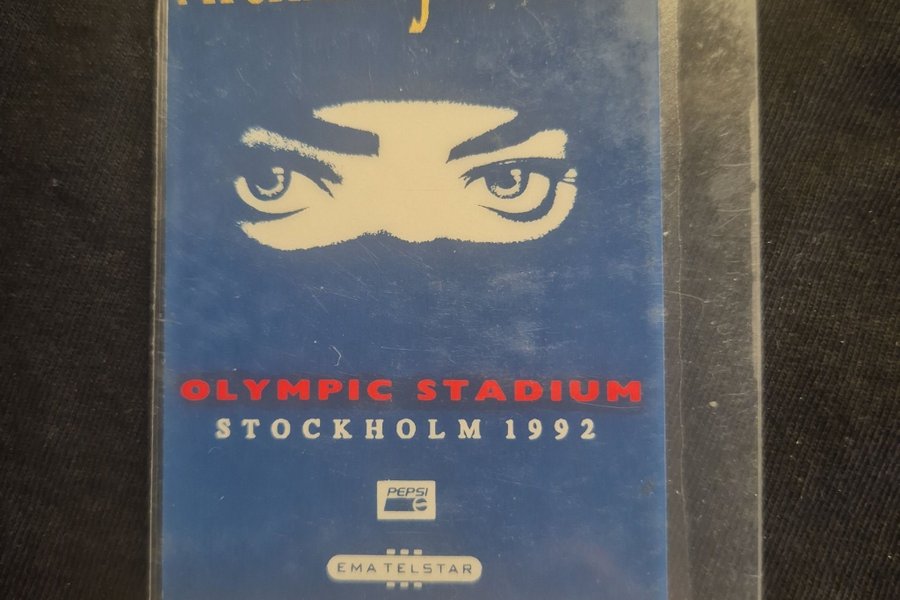 OLYMPIC STADIUM
STOCKHOLM 1992
PEPSI
EMA TELSTAR